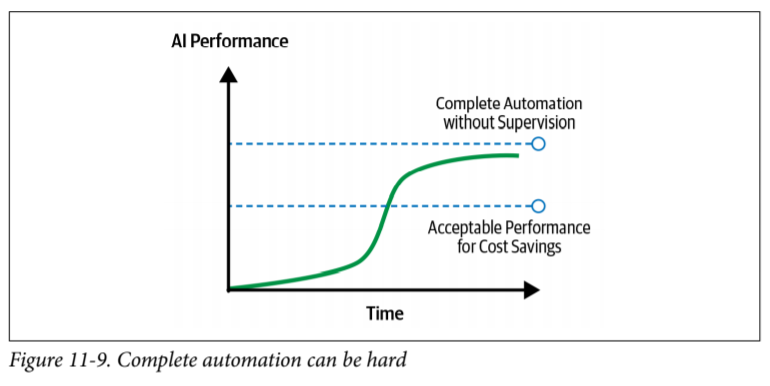 AI Performance
Complete Automation
without Supervision
Acceptable Performance
for Cost Savings
Time
Figure 11-9. Complete automation can be hard